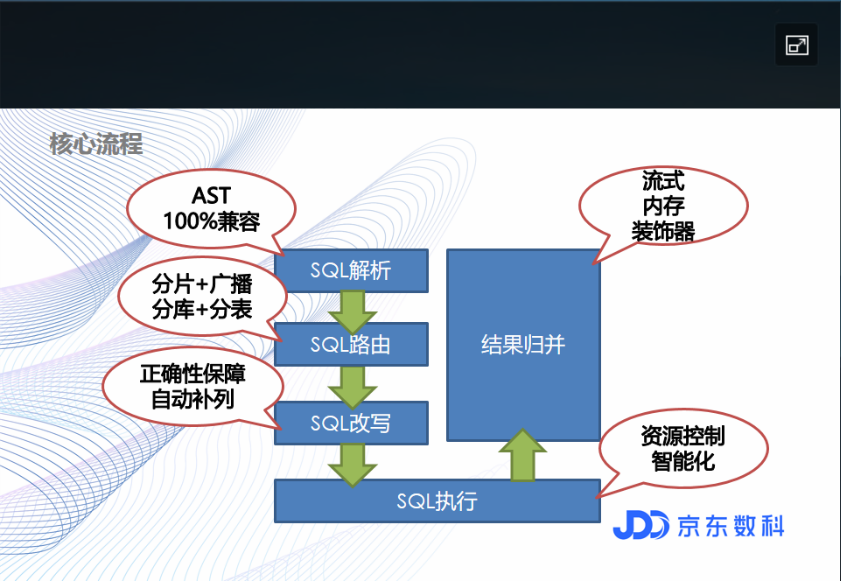 核心流程
AST
100%兼容
流式
内存
装饰器
SQL解析
分片+广播
分库+分表
SQL路由
结果归并
正确性保障
自动补列
SQL改写
资源控制
智能化
SQL执行
JDD 京东数科